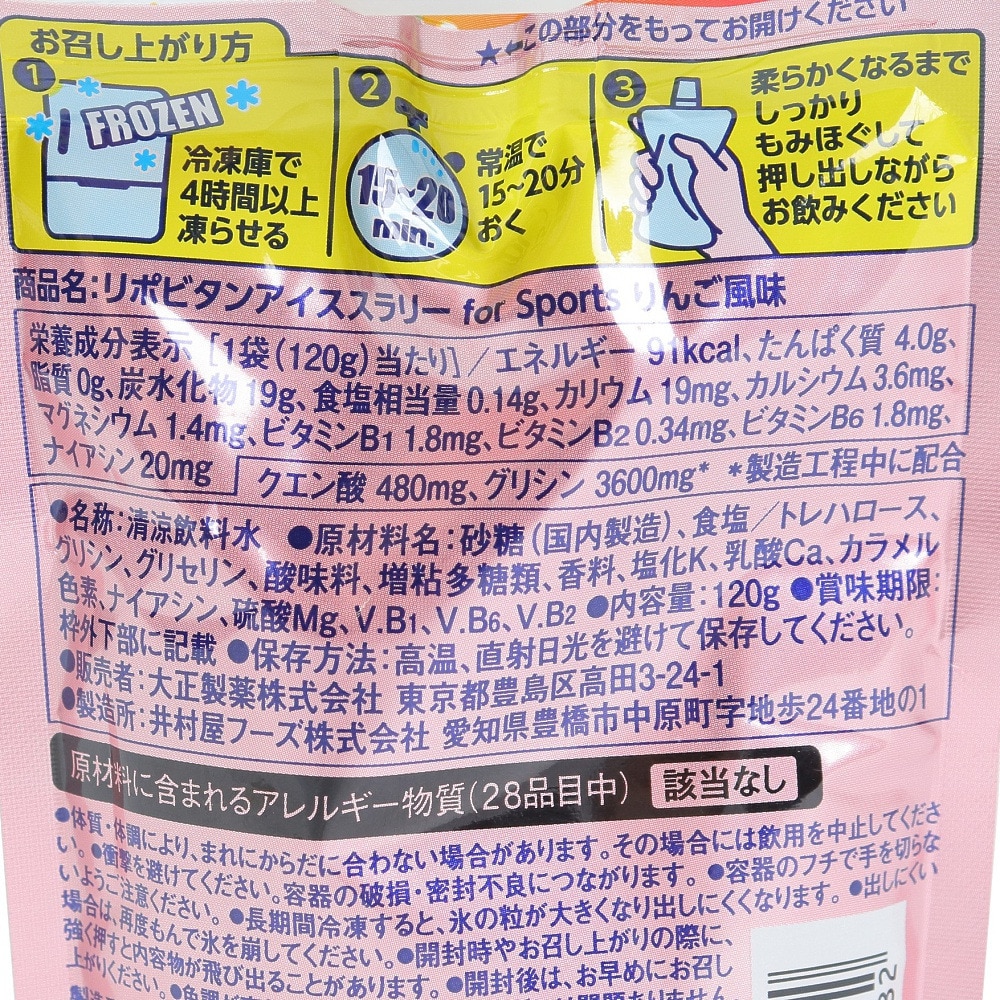 ★←この部分をもってお開けください
お召し上がり方
1
FROZEN
冷凍庫で
4時間以上
凍らせる
2
15~20
min.
常温で
15~20分
おく
3
柔らかくなるまで
しっかり
もみほぐして
押し出しながら
お飲みください
商品名:リポビタンアイススラリー for Sports りんご風味
栄養成分表示 [1袋(120g)当たり]/エネルギー 91kcal、たんぱく質 4.0g、
脂質 0g、炭水化物 19g、食塩相当量 0.14g、カリウム 19mg、カルシウム 3.6mg、
マグネシウム 1.4mg、ビタミンB1 1.8mg、ビタミンB2 0.34mg、ビタミンB6 1.8mg、
ナイアシン 20mg
クエン酸 480mg、グリシン 3600mg* *製造工程中に配合
●名称:清涼飲料水 ●原材料名:砂糖(国内製造)、食塩/トレハロース、
グリシン、グリセリン、酸味料、増粘多糖類、香料、塩化K、乳酸Ca、カラメル
色素、ナイアシン、硫酸Mg、V.B1、V.B6、V.B2 ●内容量:120g ●賞味期限:
枠外下部に記載 ●保存方法:高温、直射日光を避けて保存してください。
●販売者:大正製薬株式会社 東京都豊島区高田3-24-1
●製造所:井村屋フーズ株式会社 愛知県豊橋市中原町字地歩24番地の1
原材料に含まれるアレルギー物質(28品目中) 該当なし
●体質・体調により、まれにからだに合わない場合があります。その場合には飲用を中止してくださ
い。●衝撃を避けてください。容器の破損・密封不良につながります。●容器のフチで手を切らな
いようご注意ください。●長期間冷凍すると、氷の粒が大きくなり出しにくくなります。●出しにくい
場合は、再度もんで氷を崩してください。●開封時やお召し上がりの際に、
強く押すと内容物が飛び出ることがあります。●開封後は、お早めにお召し
上がりください。